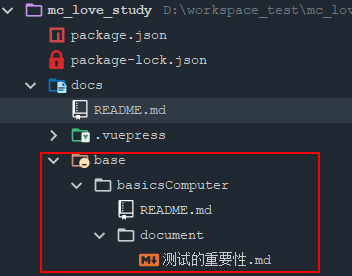 mc_love_study D:\workspace_test\mc_lov
package.json
package-lock.json
docs
README.md
.vuepress
base
basicsComputer
README.md
document
测试的重要性.md